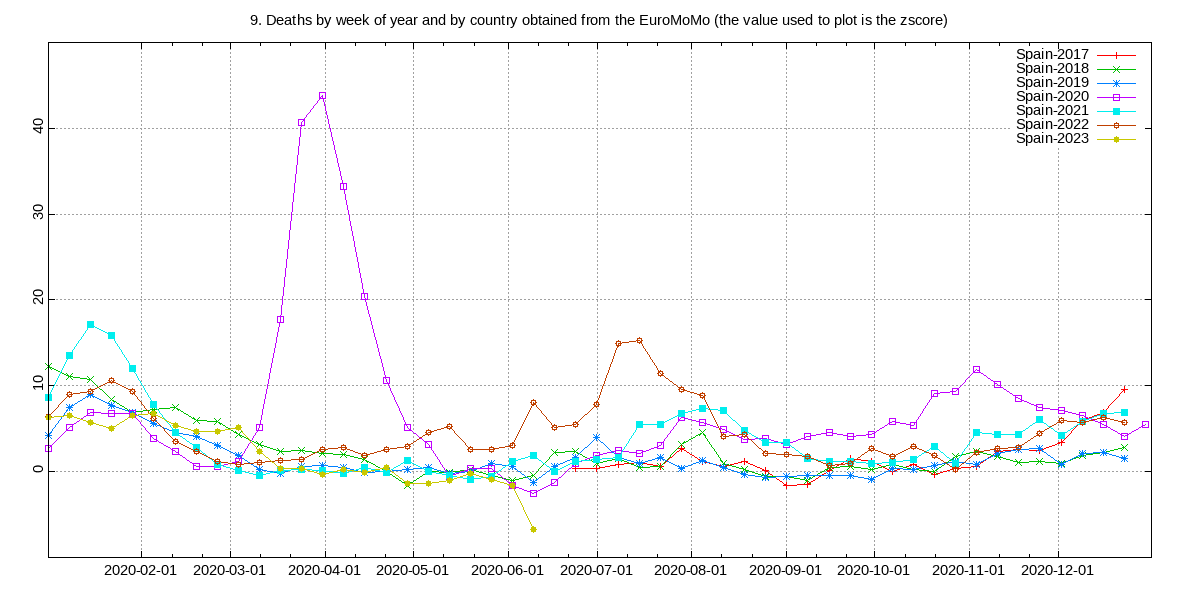 9. Deaths by week of year and by country obtained from the EuroMoMo (the value used to plot is the zscore)
Spain-2017
Spain-2018
Spain-2019
Spain-2020
Spain-2021
Spain-2022
Spain-2023
40
30
20
10
0
2020-02-01 2020-03-01 2020-04-01 2020-05-01 2020-06-01 2020-07-01 2020-08-01 2020-09-01 2020-10-01 2020-11-01 2020-12-01